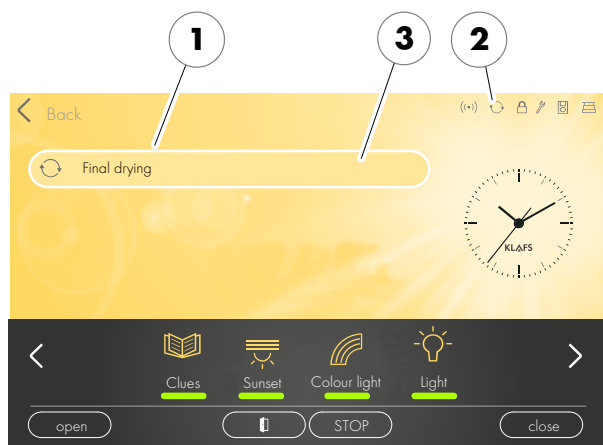 1
3
2
Back
Final drying
KLAFS
Clues
Sunset
Colour light
Light
open
STOP
close